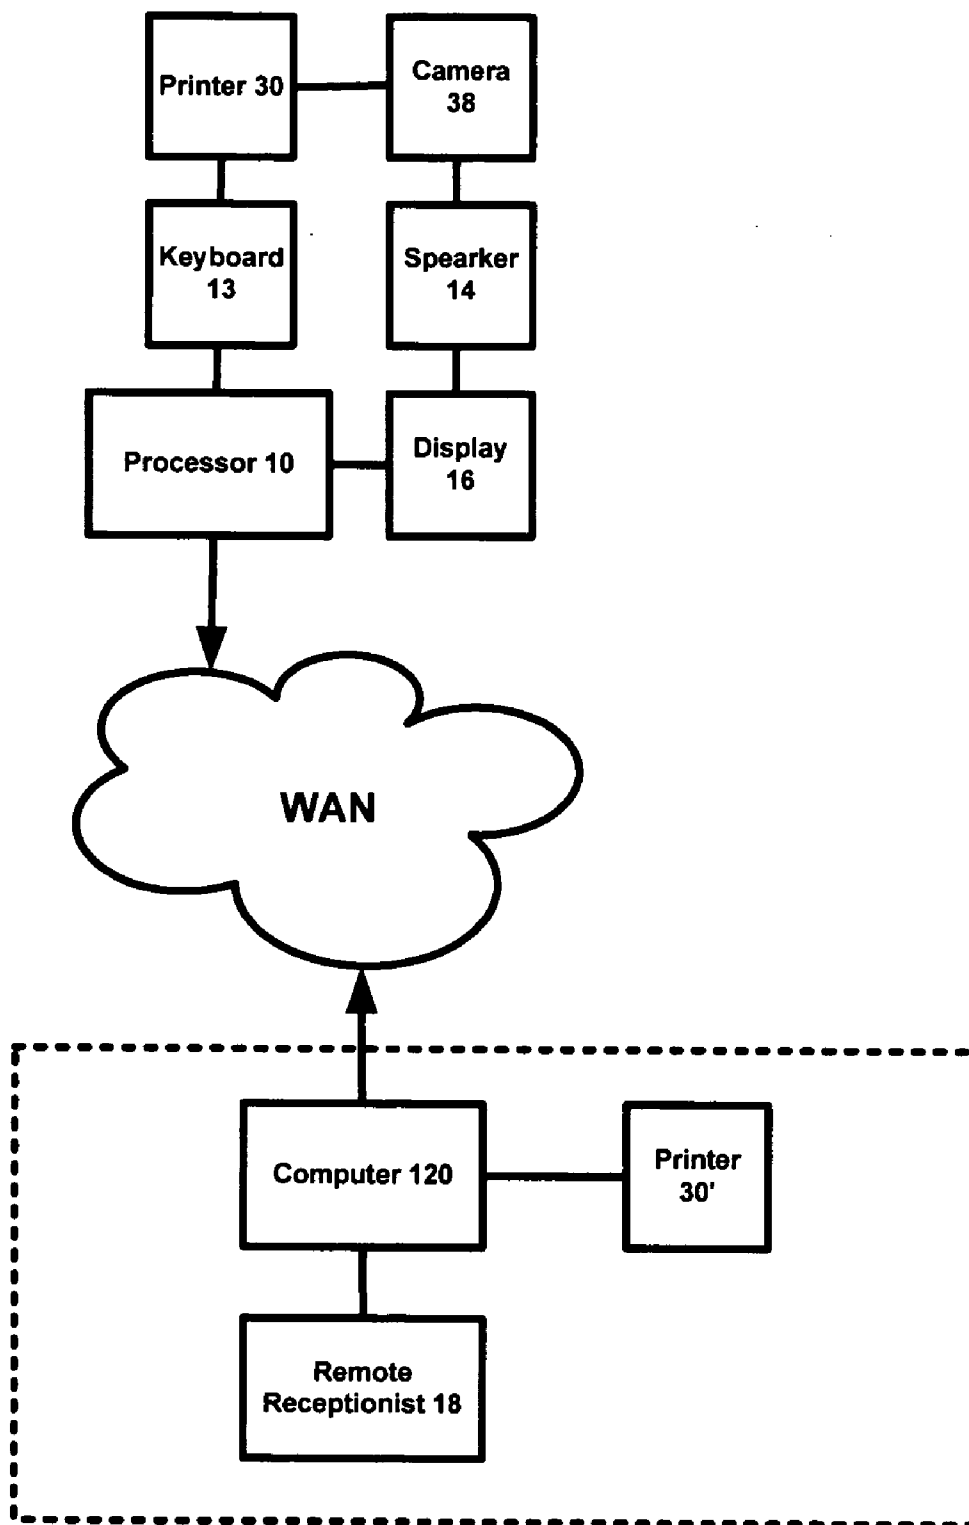 Printer 30
Camera
38
Keyboard
13
Spearker
14
Processor 10
Display
16
WAN
Computer 120
Printer
30'
Remote
Receptionist 18